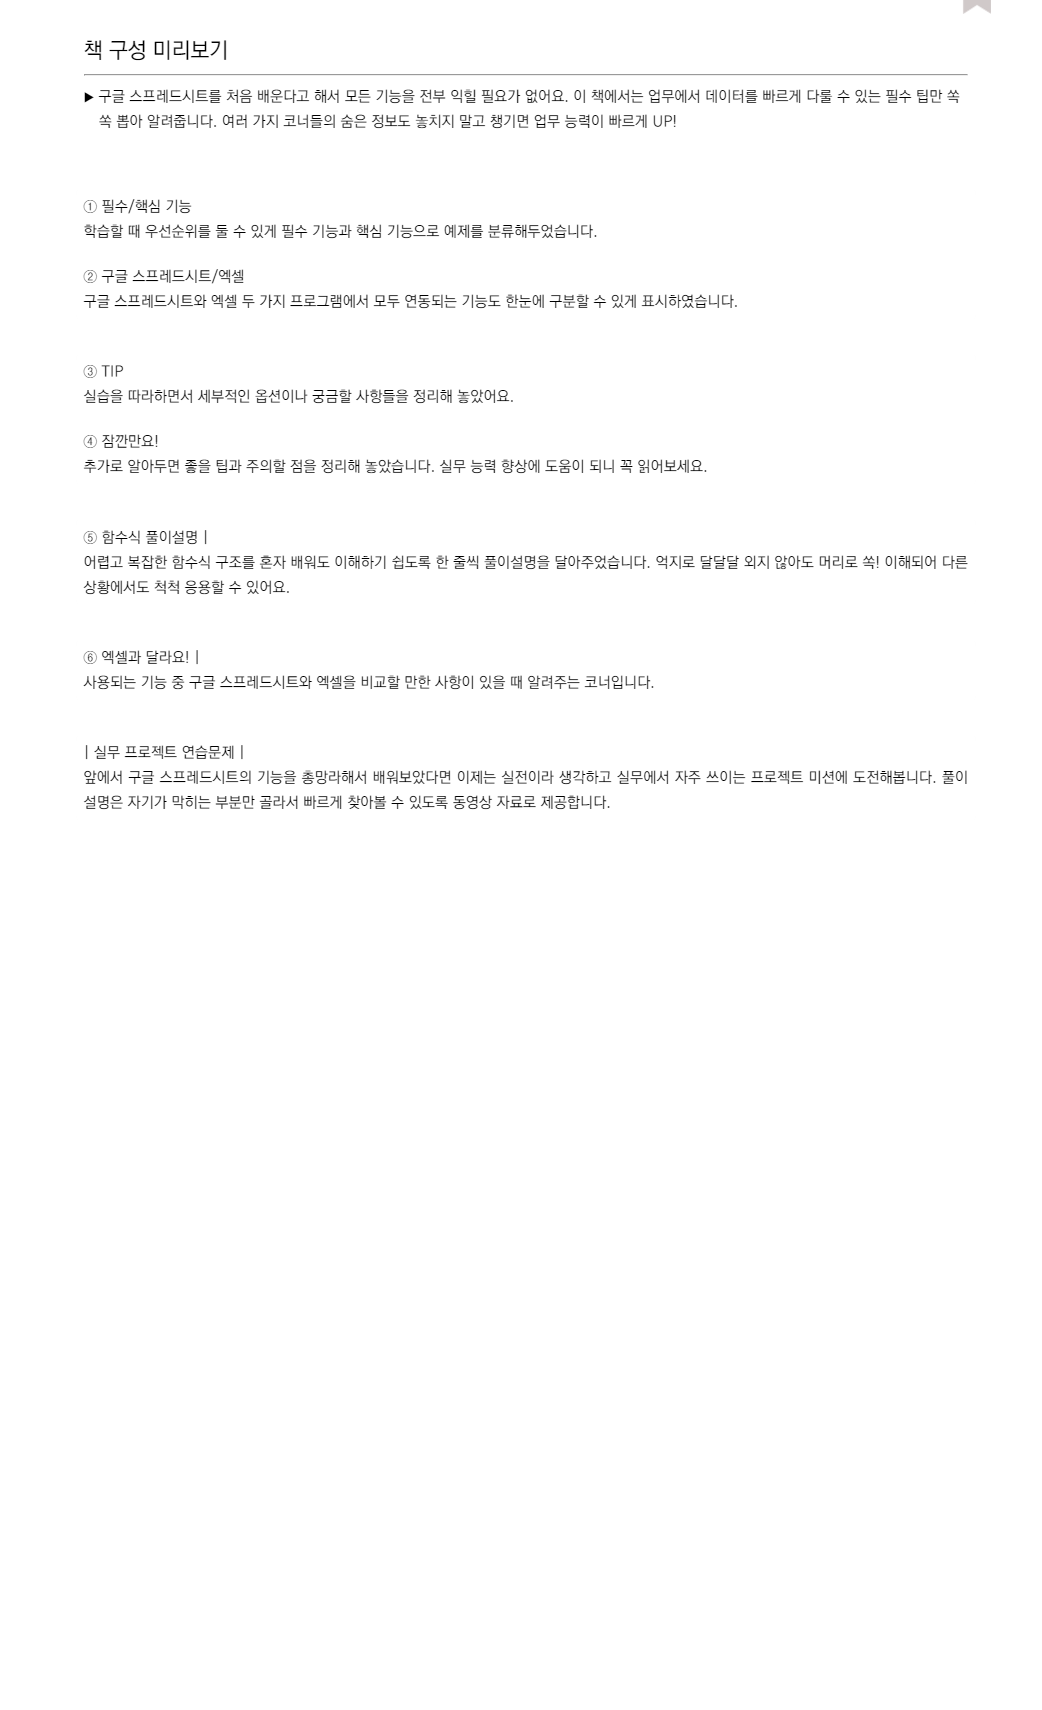 책 구성 미리보기
▶ 구글 스프레드시트를 처음 배운다고 해서 모든 기능을 전부 익힐 필요가 없어요. 이 책에서는 업무에서 데이터를 빠르게 다룰 수 있는 필수 팁만 쏙
쏙 뽑아 알려줍니다. 여러 가지 코너들의 숨은 정보도 놓치지 말고 챙기면 업무 능력이 빠르게 UP!
① 필수/핵심 기능
학습할 때 우선순위를 둘 수 있게 필수 기능과 핵심 기능으로 예제를 분류해두었습니다.
② 구글 스프레드시트/엑셀
구글 스프레드시트와 엑셀 두 가지 프로그램에서 모두 연동되는 기능도 한눈에 구분할 수 있게 표시하였습니다.
③ TIP
실습을 따라하면서 세부적인 옵션이나 궁금할 사항들을 정리해 놓았어요.
④ 잠깐만요!
추가로 알아두면 좋을 팁과 주의할 점을 정리해 놓았습니다. 실무 능력 향상에 도움이 되니 꼭 읽어보세요.
⑤ 함수식 풀이설명 |
어렵고 복잡한 함수식 구조를 혼자 배워도 이해하기 쉽도록 한 줄씩 풀이설명을 달아주었습니다. 억지로 달달달 외지 않아도 머리로 쏙! 이해되어 다른
상황에서도 척척 응용할 수 있어요.
⑥ 엑셀과 달라요! |
사용되는 기능 중 구글 스프레드시트와 엑셀을 비교할 만한 사항이 있을 때 알려주는 코너입니다.
| 실무 프로젝트 연습문제 |
앞에서 구글 스프레드시트의 기능을 총망라해서 배워보았다면 이제는 실전이라 생각하고 실무에서 자주 쓰이는 프로젝트 미션에 도전해봅니다. 풀이
설명은 자기가 막히는 부분만 골라서 빠르게 찾아볼 수 있도록 동영상 자료로 제공합니다.